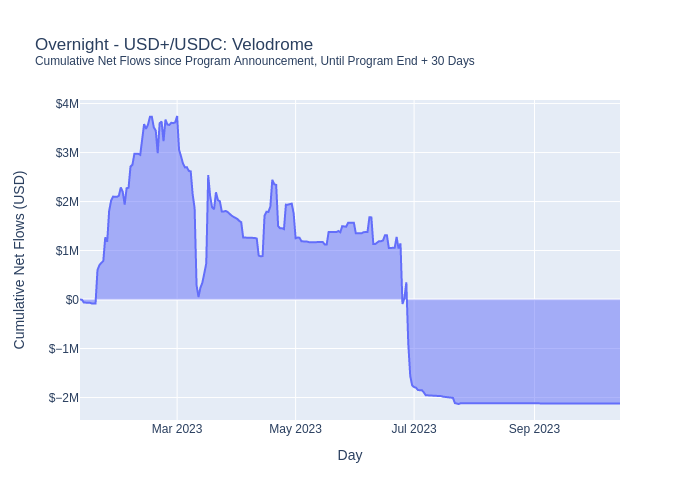 Overnight - USD+/USDC: Velodrome
Cumulative Net Flows since Program Announcement, Until Program End + 30 Days
Cumulative Net Flows (USD)
$4M
$3M
$2M
$1M
$0
$−1M
$−2M
Mar 2023
May 2023
Jul 2023
Sep 2023
Day